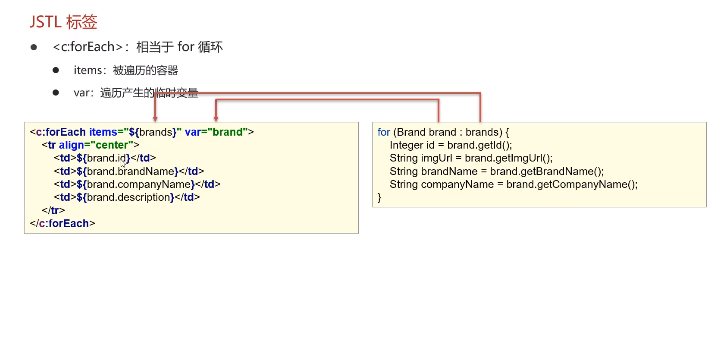 JSTL 标签
● <c:forEach>：相当于 for 循环
● items：被遍历的容器
● var：遍历产生的临时变量
<c:forEach items="${brands}" var="brand">
<tr align="center">
<td>${brand.id}</td>
<td>${brand.brandName}</td>
<td>${brand.companyName}</td>
<td>${brand.description}</td>
</tr>
</c:forEach>
for (Brand brand : brands) {
Integer id = brand.getId();
String imgUrl = brand.getImgUrl();
String brandName = brand.getBrandName();
String companyName = brand.getCompanyName();
}